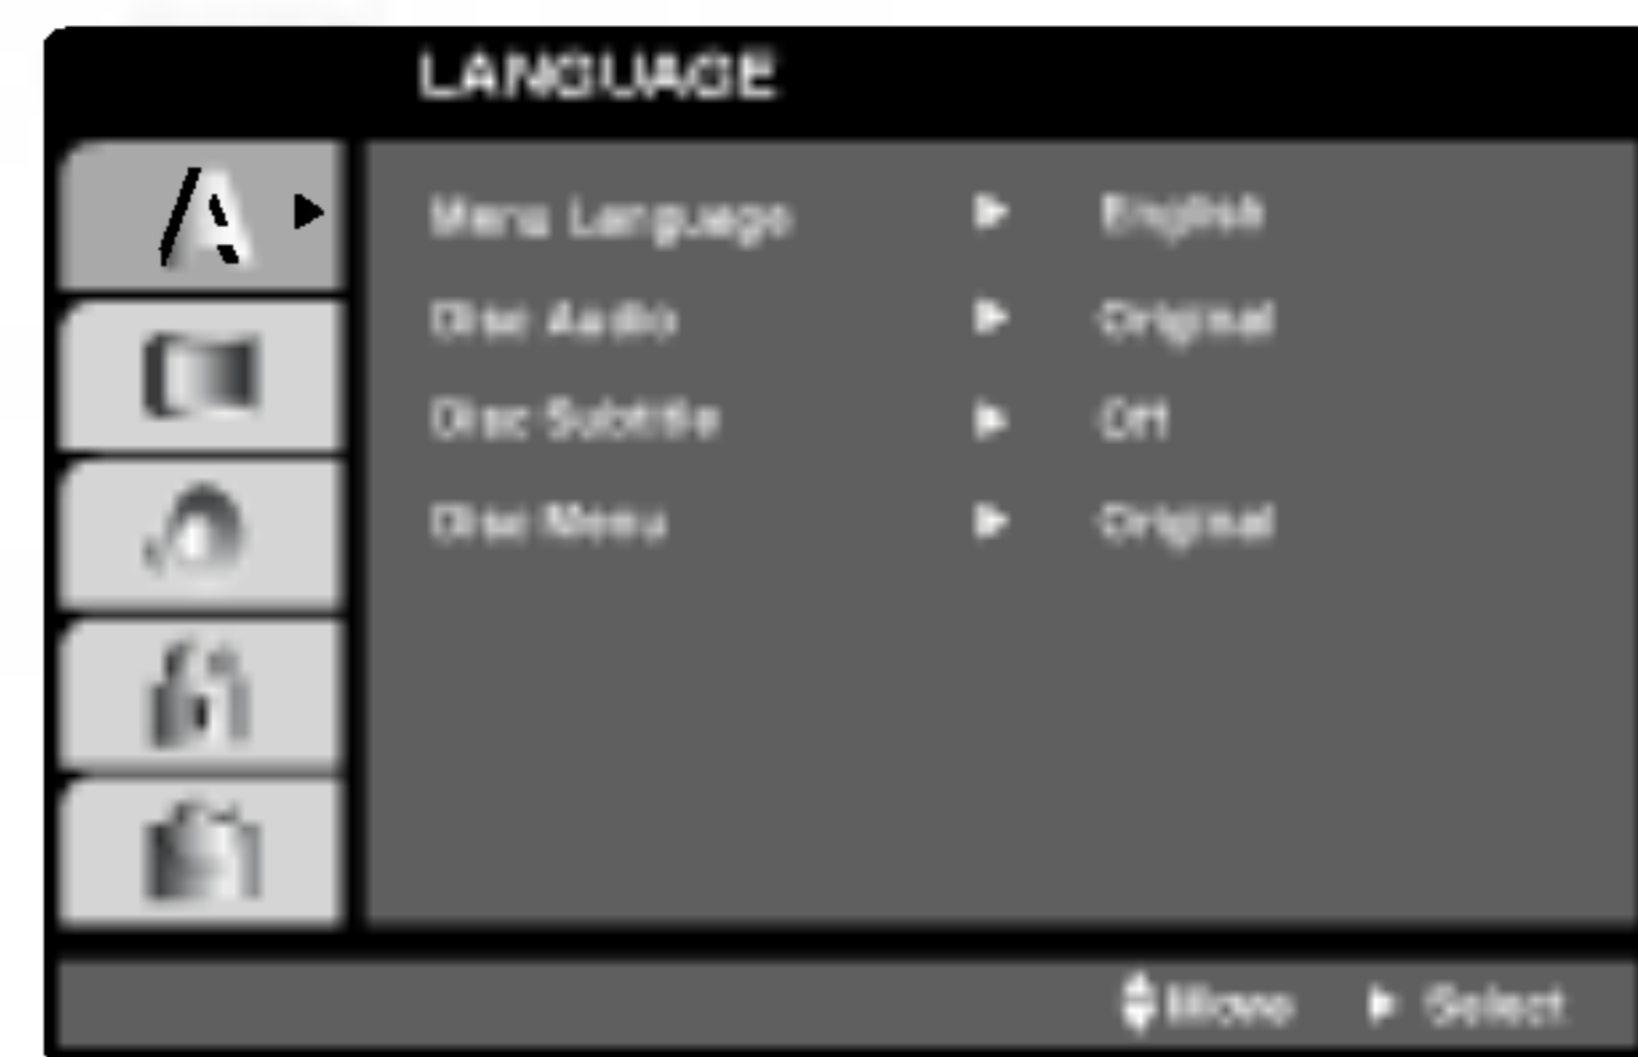 LANGUAGE
Menu Language ► English
Disc Audio ► Original
Disc Subtitle ► Off
Disc Menu ► Original
Move ► Select